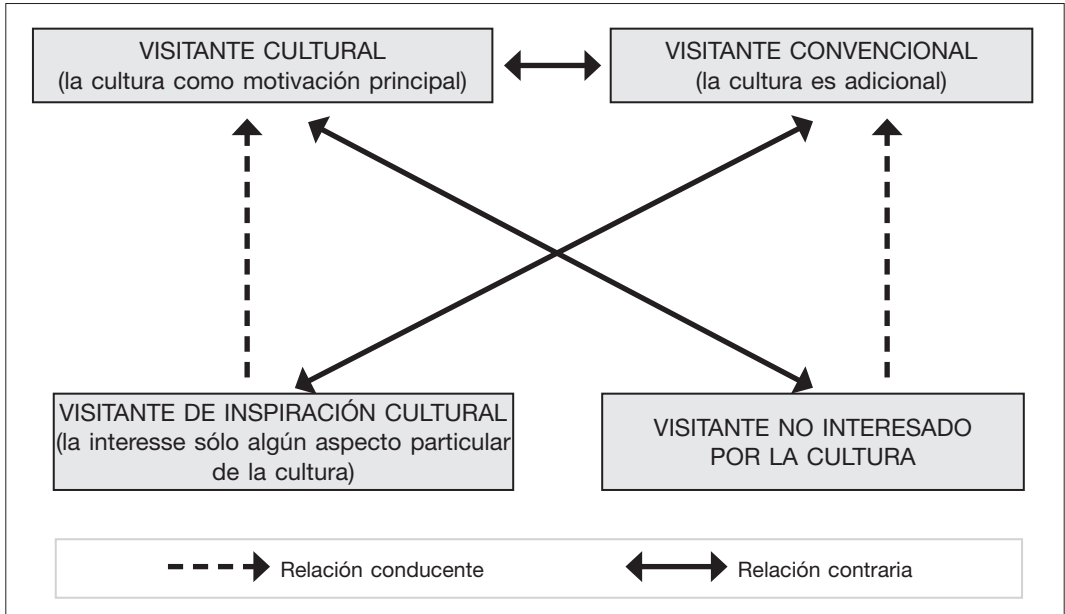 VISITANTE CULTURAL
(la cultura como motivación principal)
VISITANTE CONVENCIONAL
(la cultura es adicional)
VISITANTE DE INSPIRACIÓN CULTURAL
(la interesse sólo algún aspecto particular
de la cultura)
VISITANTE NO INTERESADO
POR LA CULTURA
Relación conducente
Relación contraria